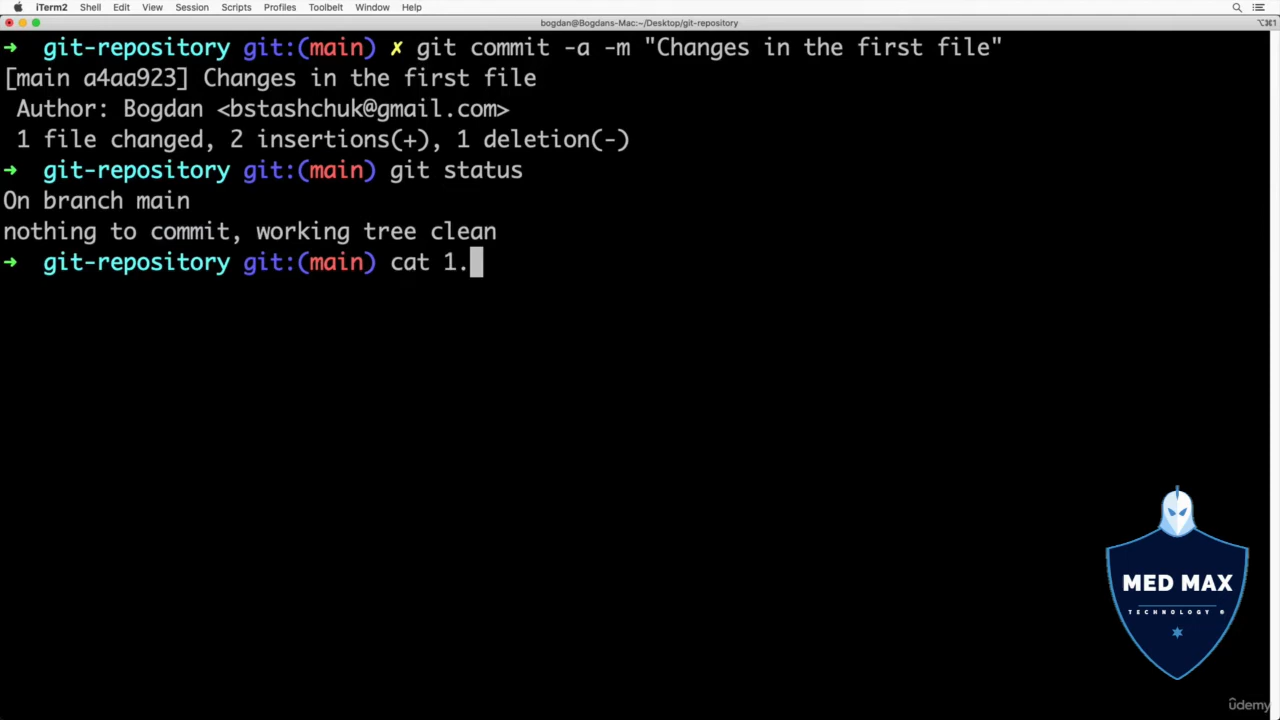 iTerm2 Shell Edit View Session Scripts Profiles Toolbelt Window Help
bogdan@Bogdans-Mac:~/Desktop/git-repository
⌥⌘1
➜ git-repository git:(main) ✗ git commit -a -m "Changes in the first file"
[main a4aa923] Changes in the first file
Author: Bogdan <bstashchuk@gmail.com>
1 file changed, 2 insertions(+), 1 deletion(-)
➜ git-repository git:(main) git status
On branch main
nothing to commit, working tree clean
➜ git-repository git:(main) cat 1.
MED MAX
TECHNOLOGY ©
ûdemy